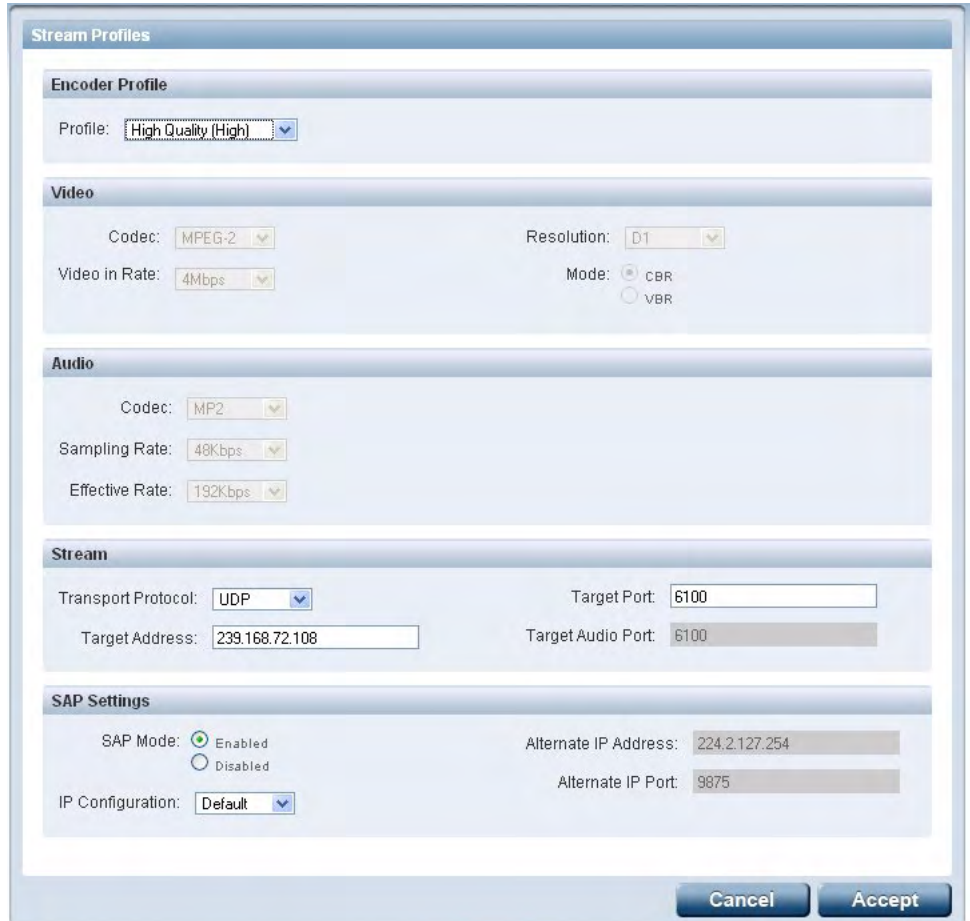 Stream Profiles
Encoder Profile
Profile: High Quality (High)
Video
Codec: MPEG-2
Resolution: D1
Video in Rate: 4Mbps
Mode: CBR
VBR
Audio
Codec: MP2
Sampling Rate: 48Kbps
Effective Rate: 192Kbps
Stream
Transport Protocol: UDP
Target Port: 6100
Target Address: 239.168.72.108
Target Audio Port: 6100
SAP Settings
SAP Mode: Enabled
Disabled
Alternate IP Address: 224.2.127.254
Alternate IP Port: 9875
IP Configuration: Default
Cancel
Accept